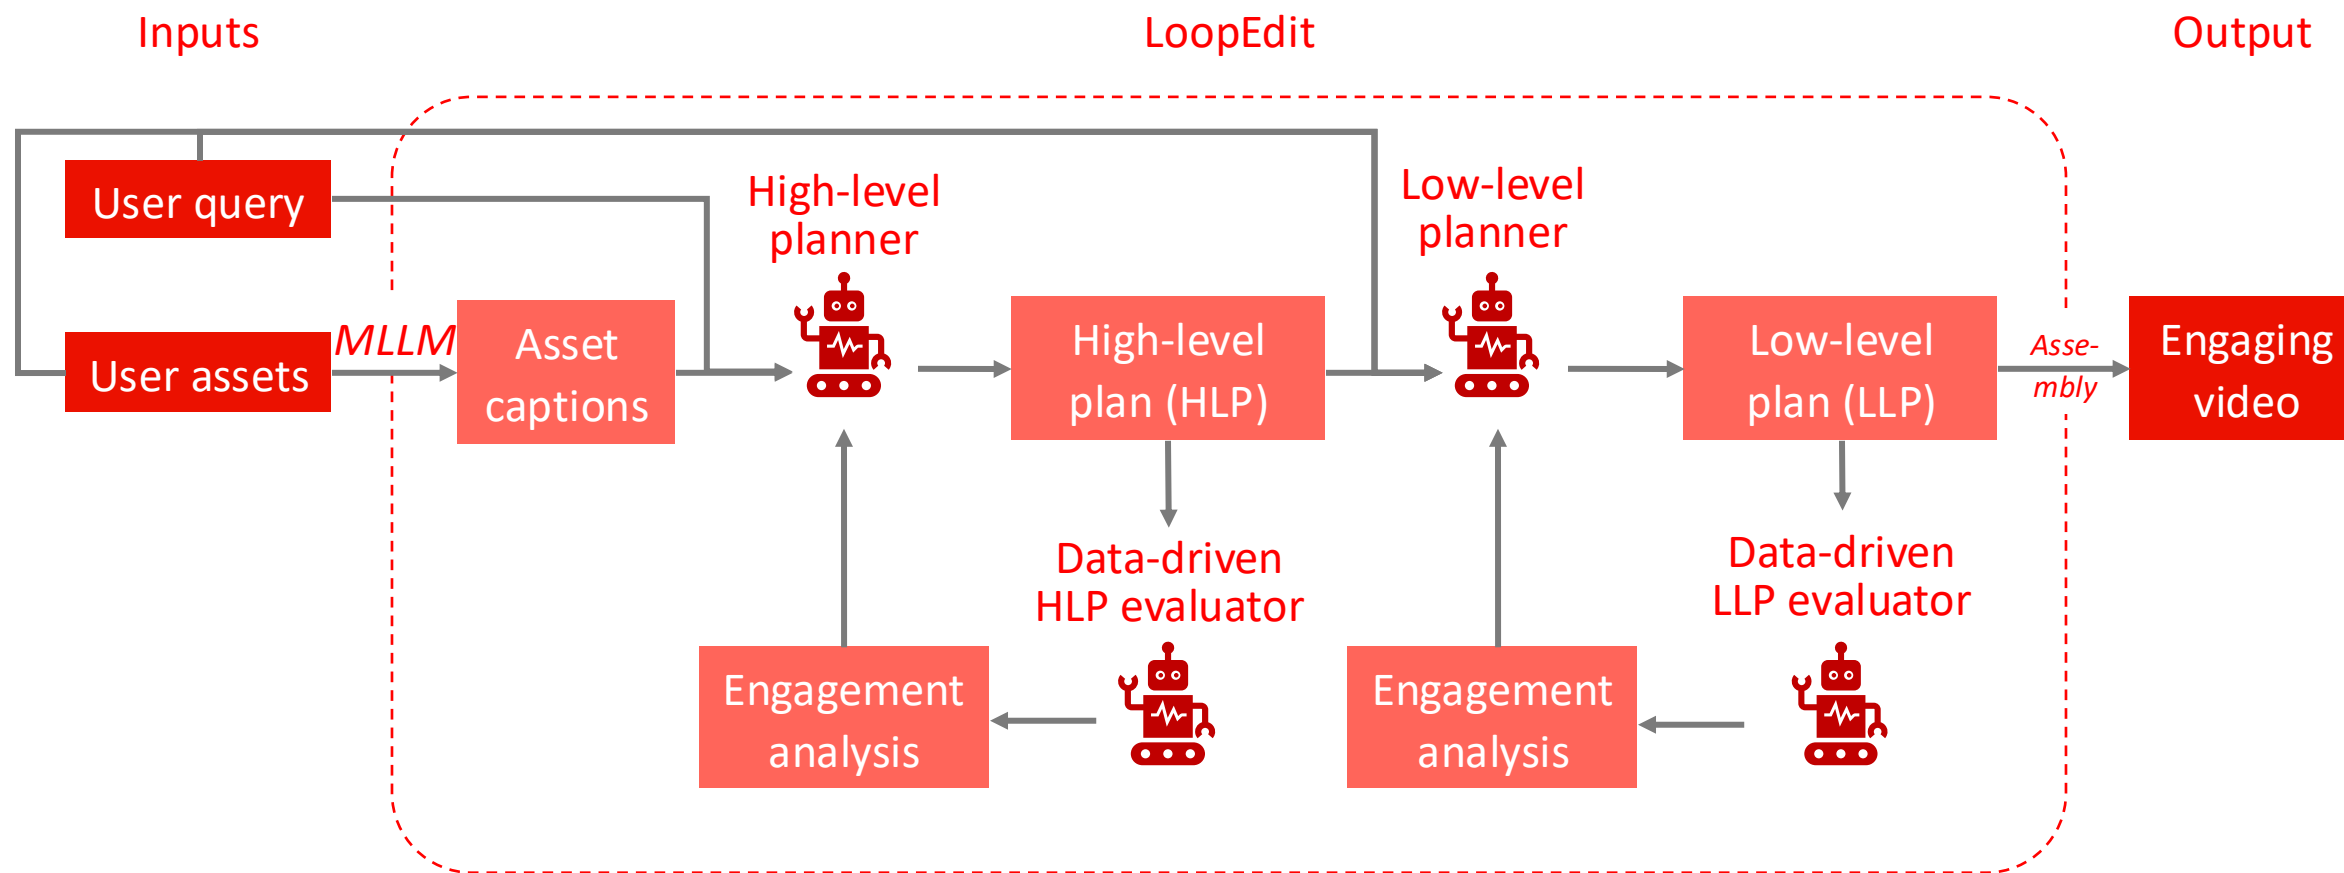 Inputs
LoopEdit
Output
User query
High-level
planner
Low-level
planner
User assets
MLLM
Asset
captions
High-level
plan (HLP)
Low-level
plan (LLP)
Asse-
mbly
Engaging
video
Data-driven
HLP evaluator
Data-driven
LLP evaluator
Engagement
analysis
Engagement
analysis